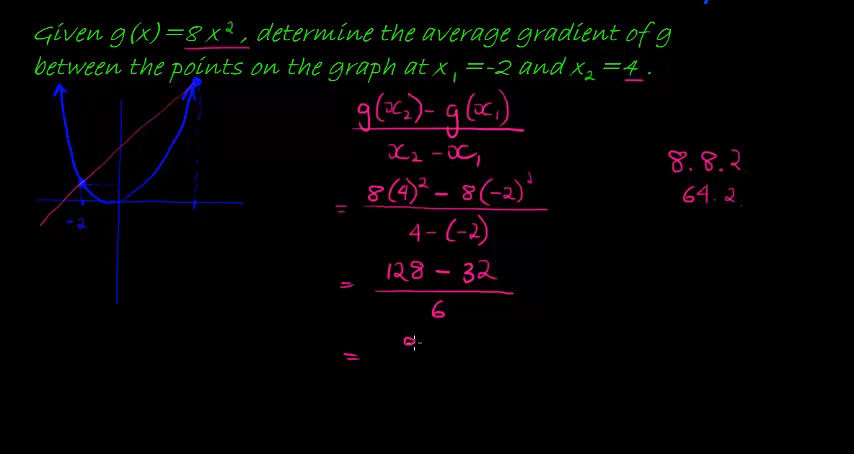 Given g(x)=8x², determine the average gradient of g
between the points on the graph at x₁=-2 and x₂=4.
g(x₂)-g(x₁)
x₂-x₁
= 8(4)² - 8(-2)²
4-(-2)
= 128 - 32
6
=
-2
8.8.2
64.2